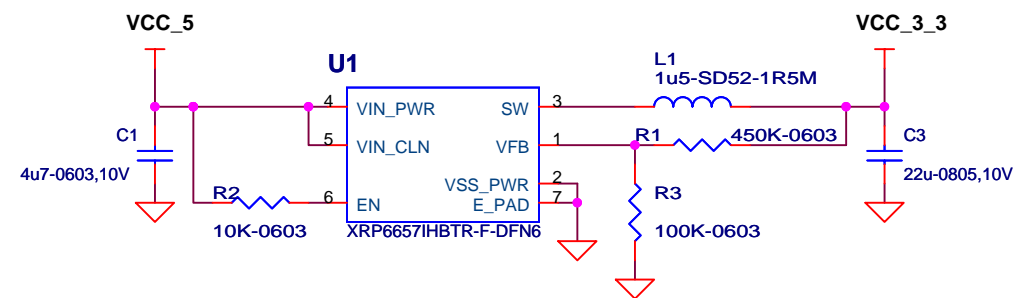 VCC_5
VCC_3_3
U1
L1
1u5-SD52-1R5M
4
VIN_PWR
SW
3
C1
5
VIN_CLN
VFB
1
R1
450K-0603
C3
4u7-0603,10V
VSS_PWR
2
22u-0805,10V
R2
6
EN
E_PAD
7
R3
10K-0603
XRP6657IHBTR-F-DFN6
100K-0603